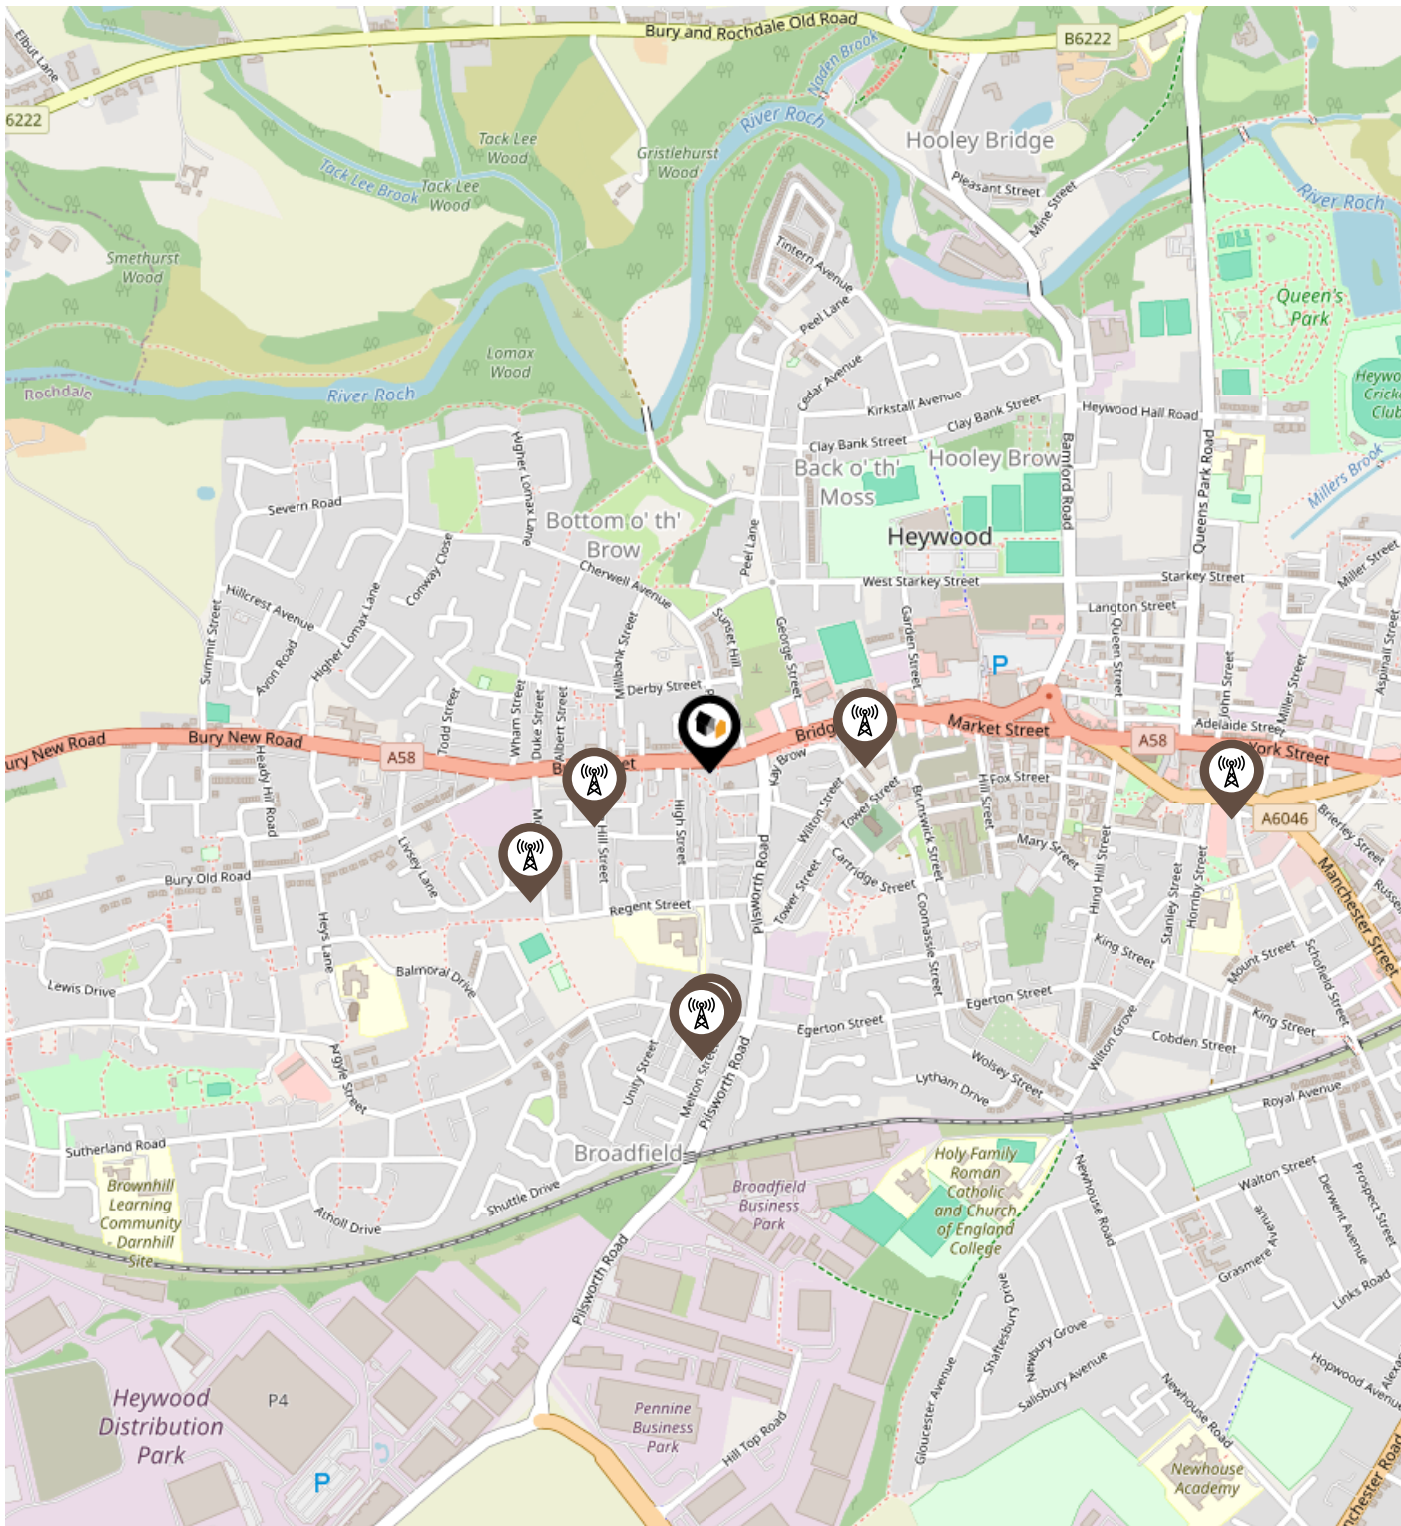 Bury and Rochdale Old Road
B6222
Elbut Lane
6222
Naden Brook
River Roch
Hooley Bridge
Tack Lee
Wood
Gristlehurst
Wood
Tack Lee Brook
Tack Lee
Wood
Pleasant Street
Mine Street
River Roch
Smethurst
Wood
Tintern Avenue
Peel Lane
Queen's
Park
Lomax
Wood
Cedar Avenue
Rochdale
River Roch
Kirkstall Avenue
Clay Bank Street
Heywood Hall Road
Clay Bank Street
Higher Lomax Lane
Bamford Road
Queens Park Road
Hooley Brow
Back o' th'
Moss
Millers Brook
Severn Road
Bottom o' th'
Brow
Peel Lane
Heywood
Conway Close
Cherwell Avenue
West Starkey Street
Starkey Street
Miller Street
Hillcrest Avenue
Higher Lomax Lane
Summit Street
Millbank Street
Sunset Hill
George Street
Garden Street
Langton Street
Queen Street
Aspinall Street
Avon Road
Derby Street
P
John Street
Miller Street
Todd Street
Wham Street
Duke Street
Albert Street
Adelaide Street
Market Street
A58
York Street
Bury New Road
A58
Heady Hill Road
Kay Brow
Fox Street
Hill Street
A6046
Brierley Street
High Street
Wilton Street
Tower Street
Brunswick Street
Mary Street
Hill Street
Livsey Lane
Bury Old Road
Pilsworth Road
Cartridge Street
Tower Street
Hind Hill Street
Stanley Street
Hornby Street
Manchester Street
Regent Street
Coomassie Street
King Street
Mount Street
Schofield Street
Heys Lane
Balmoral Drive
Lewis Drive
Egerton Street
Egerton Street
King Street
Cobden Street
Wilton Grove
Argyle Street
Unity Street
Melton Street
Pilsworth Road
Wolsey Street
Lytham Drive
Royal Avenue
Sutherland Road
Broadfield
Holy Family
Roman
Catholic
and Church
of England
College
Newhouse Road
Walton Street
Prospect Street
Derwent Avenue
Brownhill
Learning
Community
- Darnhill
Site
Shuttle Drive
Atholl Drive
Broadfield
Business
Park
Grasmere Avenue
Pilsworth Road
Shaftesbury Drive
Links Road
Newbury Grove
Salisbury Avenue
Gloucester Avenue
Hopwood Avenue
Heywood
Distribution
Park
P4
Pennine
Business
Park
Hill Top Road
Newhouse Road
Newhouse
Academy
P